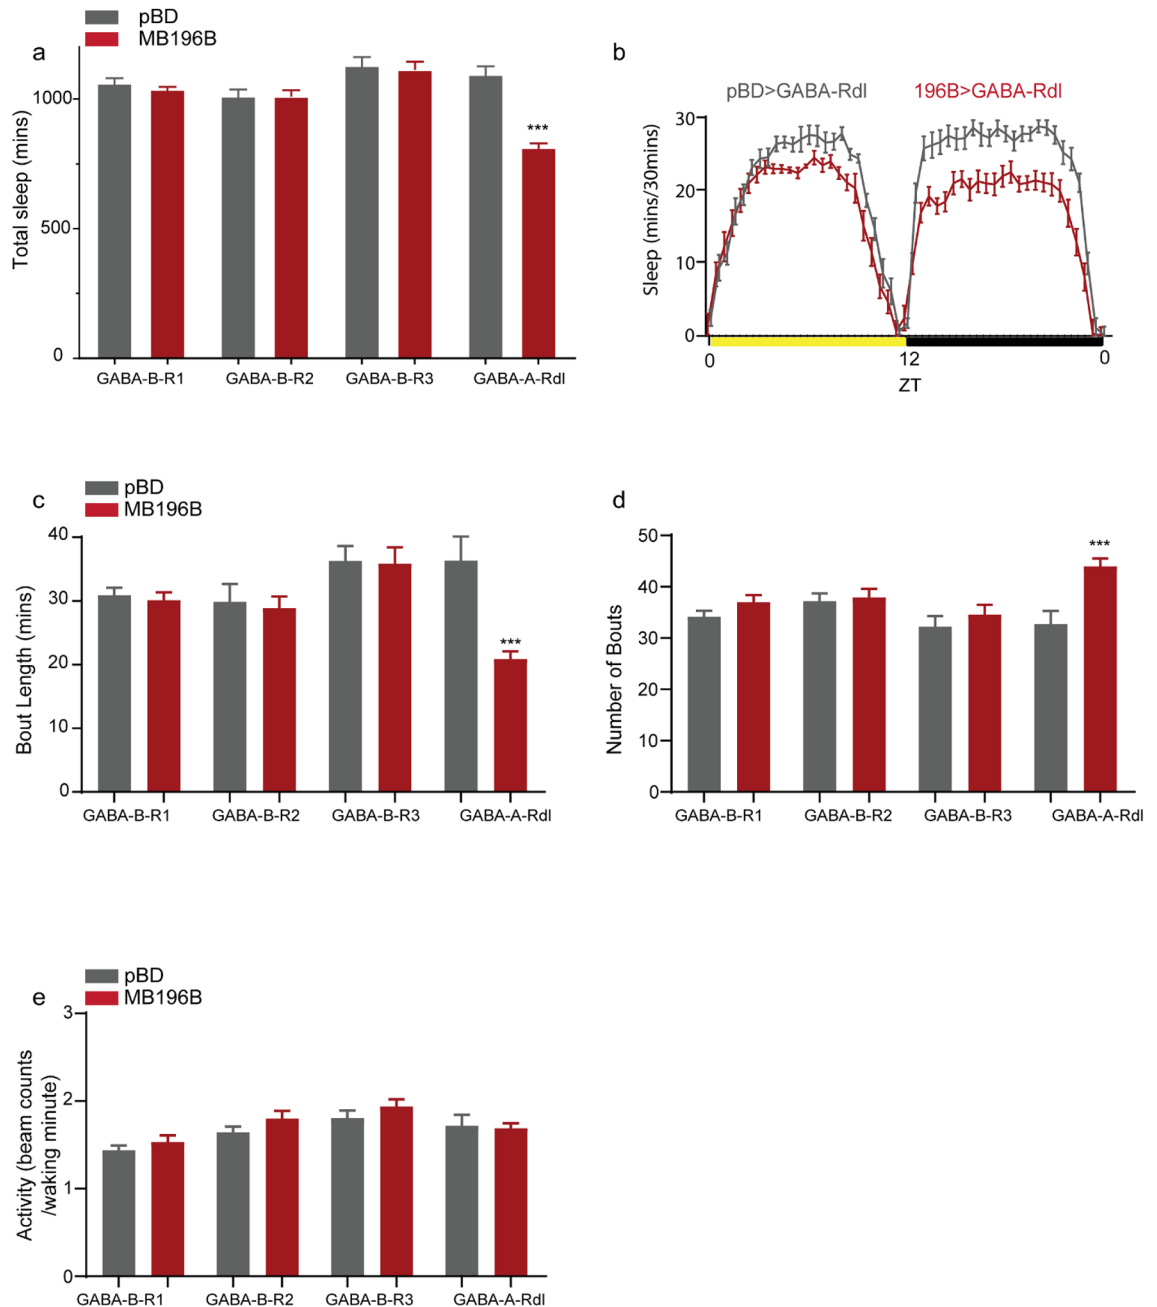 a
pBD
MB196B
Total sleep (mins)
1000
500
0
***
GABA-B-R1 GABA-B-R2 GABA-B-R3 GABA-A-Rdl
b
pBD>GABA-Rdl 196B>GABA-Rdl
Sleep (mins/30mins)
30
20
10
0
0 12 0
ZT
c
pBD
MB196B
Bout Length (mins)
40
30
20
10
0
***
GABA-B-R1 GABA-B-R2 GABA-B-R3 GABA-A-Rdl
d
Number of Bouts
50
40
30
20
10
0
***
GABA-B-R1 GABA-B-R2 GABA-B-R3 GABA-A-Rdl
e
pBD
MB196B
Activity (beam counts
/waking minute)
3
2
1
0
GABA-B-R1 GABA-B-R2 GABA-B-R3 GABA-A-Rdl